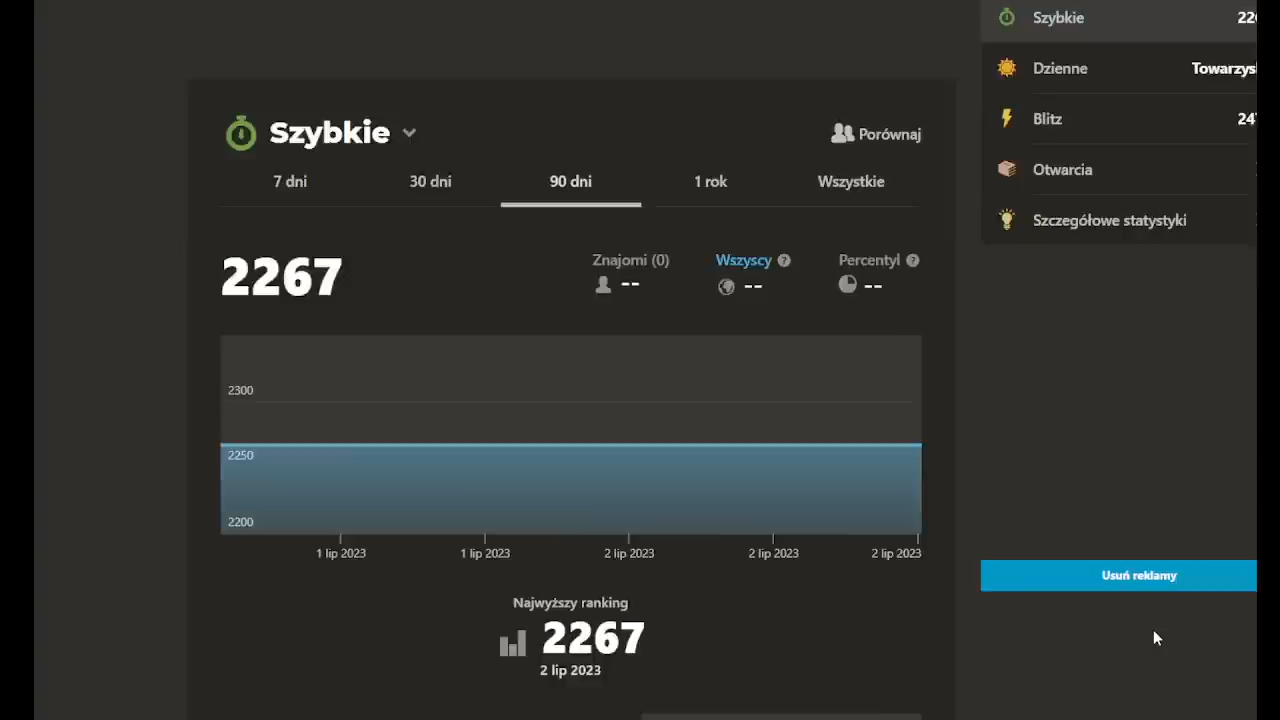 Szybkie
Dzienne
Blitz
Otwarcia
Szczegółowe statystyki
Szybkie
Porównaj
7 dni 30 dni 90 dni 1 rok Wszystkie
2267
Znajomi (0) Wszyscy ? Percentyl ?
-- -- --
2300
2250
2200
1 lip 2023 1 lip 2023 2 lip 2023 2 lip 2023 2 lip 2023
Usuń reklamy
Najwyższy ranking
2267
2 lip 2023